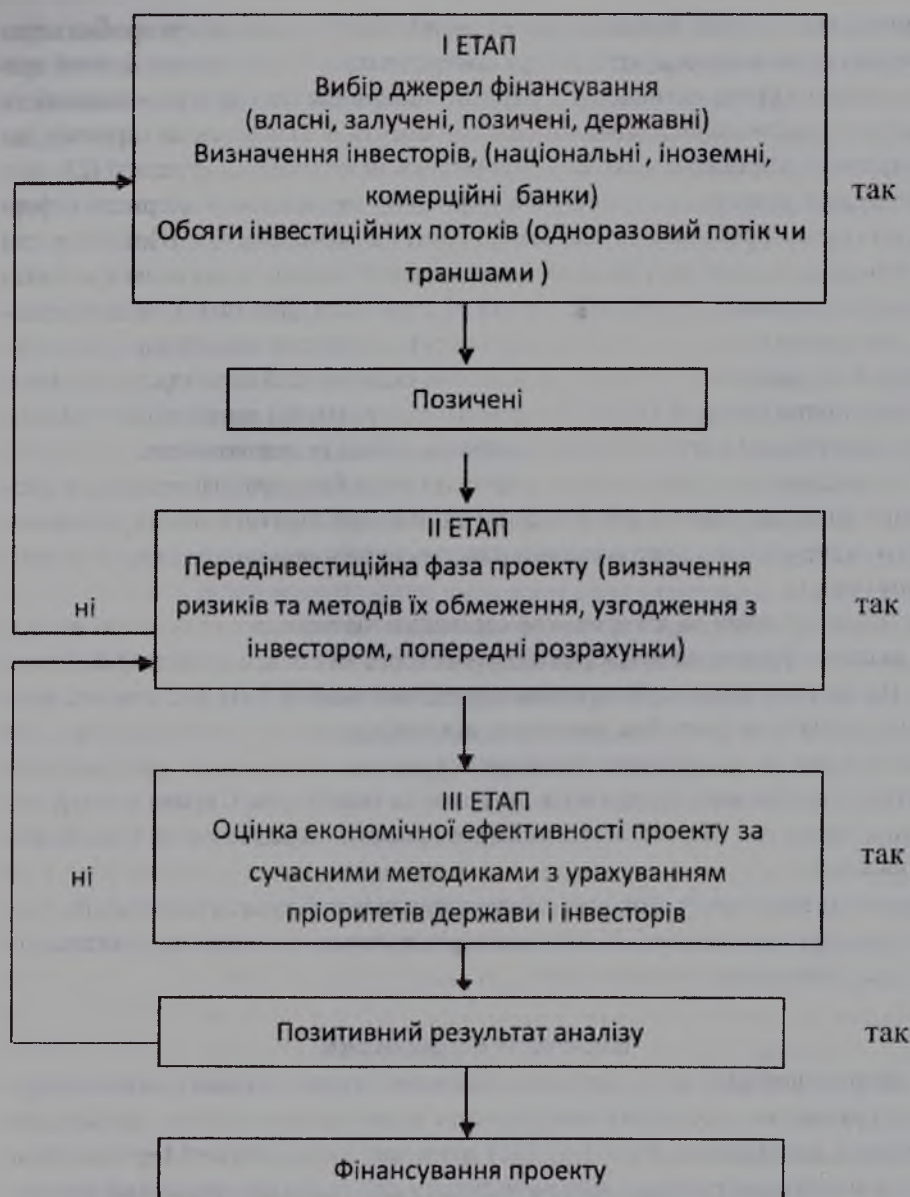 І ЕТАП
Вибір джерел фінансування
(власні, залучені, позичені, державні)
Визначення інвесторів, (національні , іноземні,
комерційні банки)
так
Обсяги інвестиційних потоків (одноразовий потік чи
траншами )
Позичені
ІІ ЕТАП
Передінвестиційна фаза проекту (визначення
ні
ризиків та методів їх обмеження, узгодження з
так
інвестором, попередні розрахунки)
ІІІ ЕТАП
Оцінка економічної ефективності проекту за
так
ні
сучасними методиками з урахуванням
пріоритетів держави і інвесторів
Позитивний результат аналізу
так
Фінансування проекту